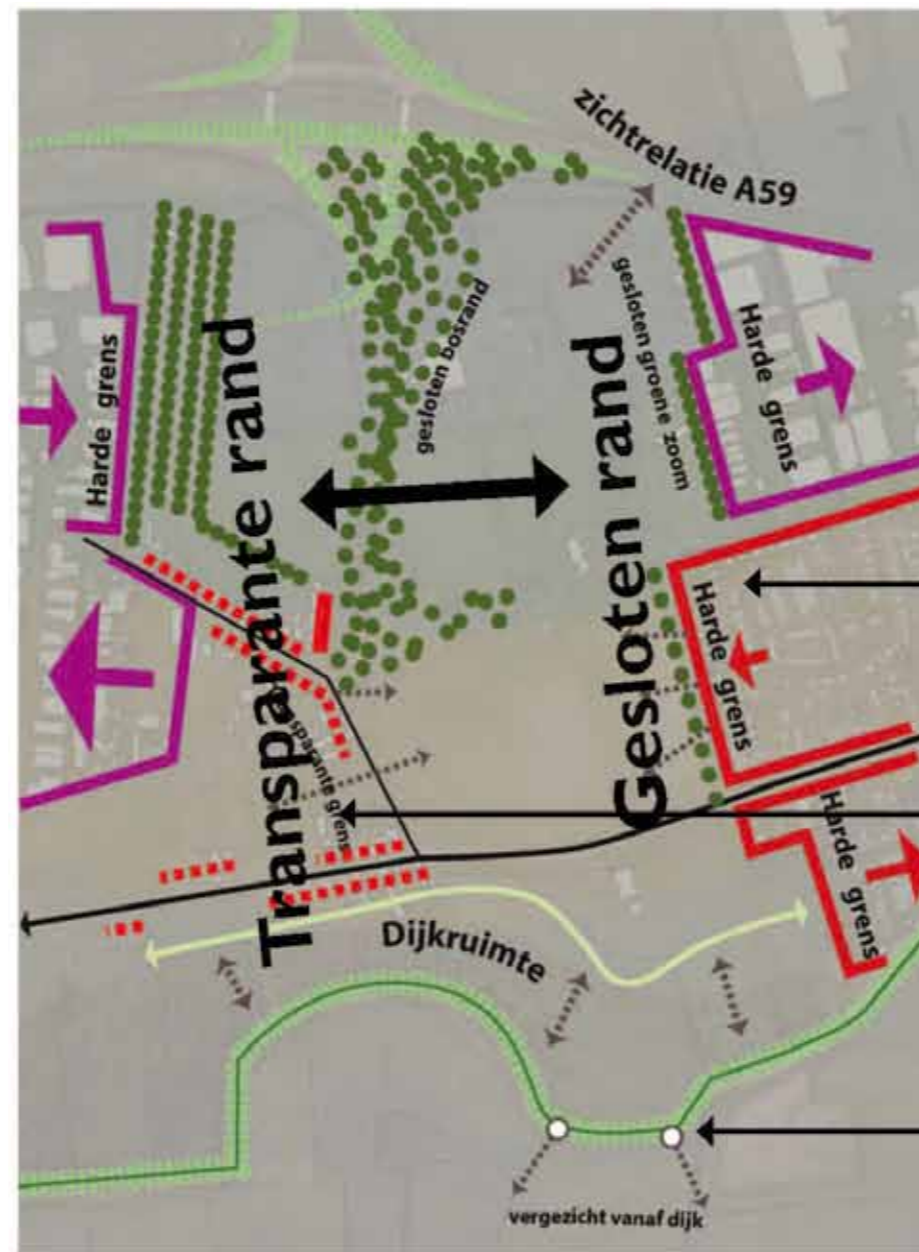 zichtrelatie A59
Harde grens
Transparante rand
gesloten bosrand
Gesloten rand
gesloten groene zoom
Harde grens
Harde grens
grens
Harde grens
Dijkruimte
vergezicht vanaf dijk